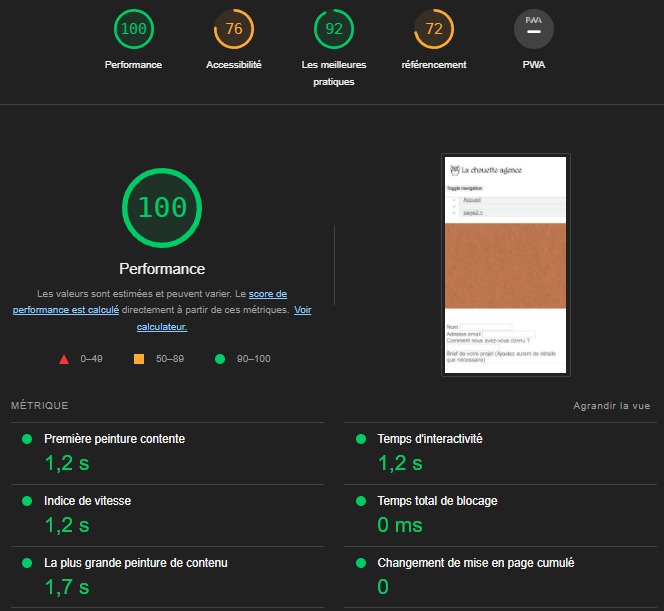 100
76
92
72
PWA
Performance
Accessibilité
Les meilleures
pratiques
référencement
PWA
100
Performance
Les valeurs sont estimées et peuvent varier. Le score de
performance est calculé directement à partir de ces métriques. Voir
calculateur.
0–49
50–89
90–100
La chouette agence
Toggle navigation
Accueil
page2 >
Nom
Adresse email
Comment nous avez-vous connu ?
Brief de votre projet (Ajoutez autant de détails
que nécessaire)
MÉTRIQUE
Agrandir la vue
Première peinture contente
1,2 s
Temps d'interactivité
1,2 s
Indice de vitesse
1,2 s
Temps total de blocage
0 ms
La plus grande peinture de contenu
1,7 s
Changement de mise en page cumulé
0